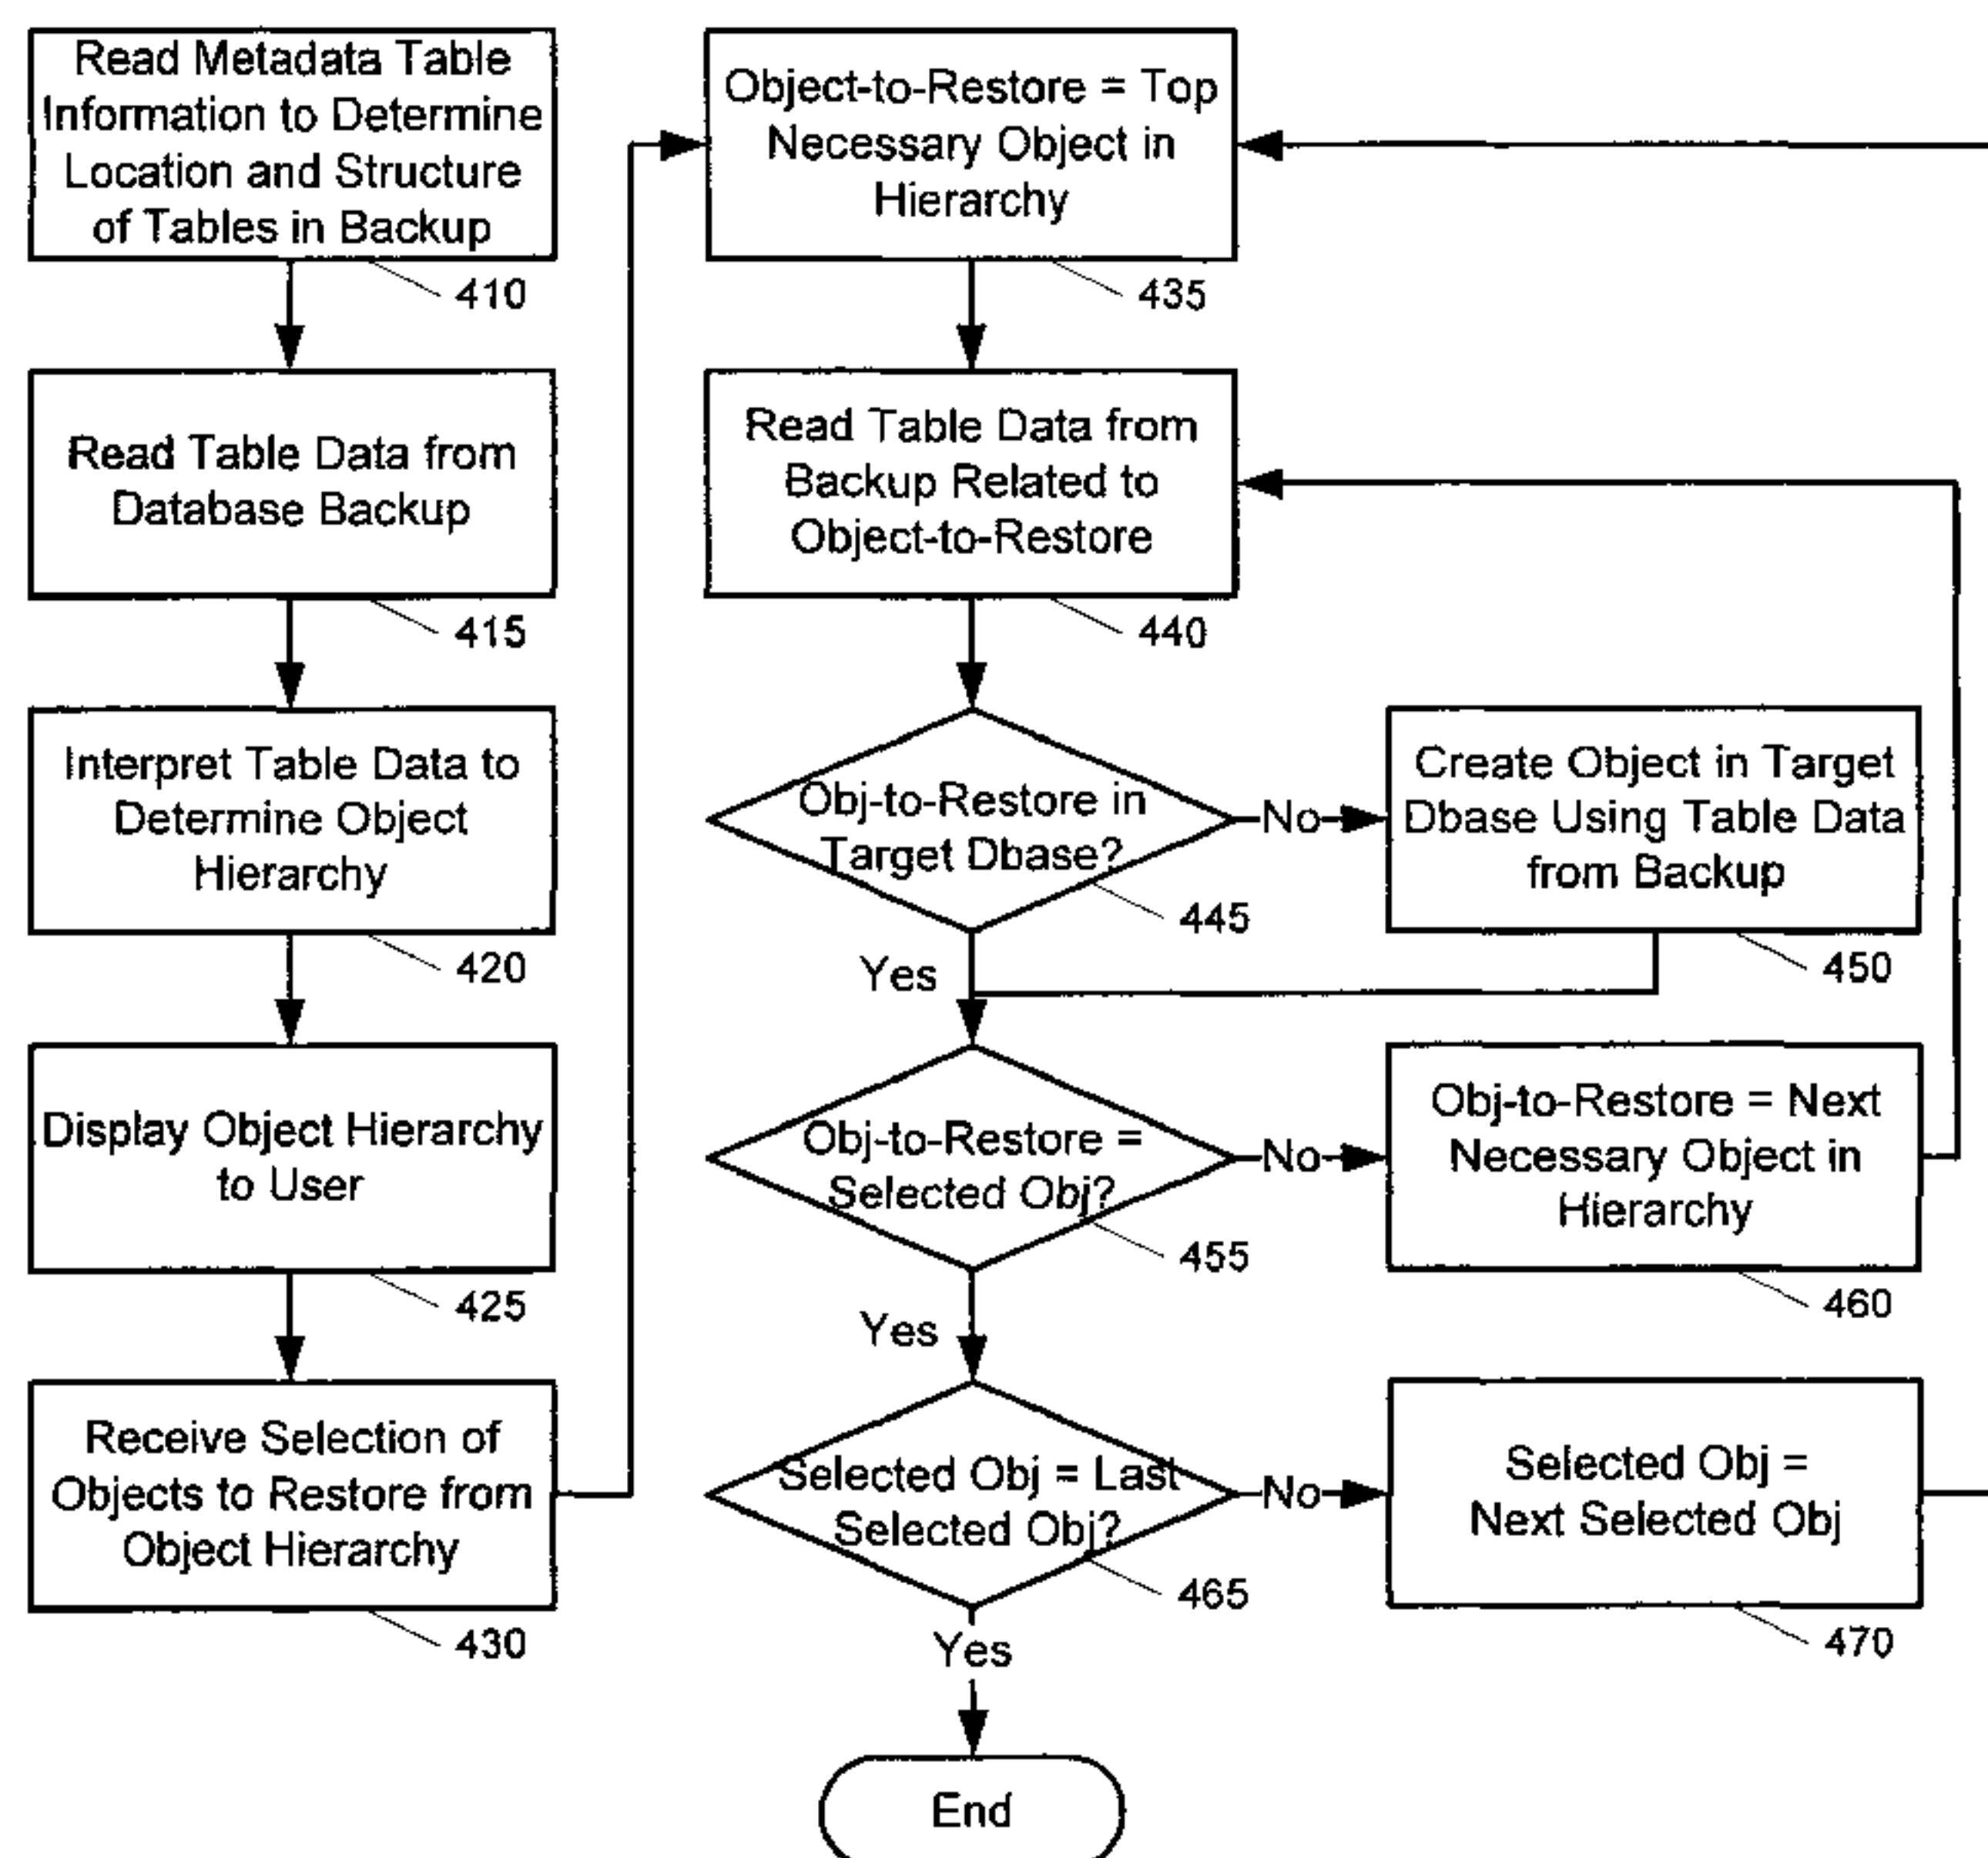 Read Metadata Table
Information to Determine
Location and Structure
of Tables in Backup
410
Read Table Data from
Database Backup
415
Interpret Table Data to
Determine Object
Hierarchy
420
Display Object Hierarchy
to User
425
Receive Selection of
Objects to Restore from
Object Hierarchy
430
Object-to-Restore = Top
Necessary Object in
Hierarchy
435
Read Table Data from
Backup Related to
Object-to-Restore
440
Obj-to-Restore in
Target Dbase?
445
No
Create Object in Target
Dbase Using Table Data
from Backup
450
Yes
Obj-to-Restore =
Selected Obj?
455
No
Obj-to-Restore = Next
Necessary Object in
Hierarchy
460
Yes
Selected Obj = Last
Selected Obj?
465
No
Selected Obj =
Next Selected Obj
470
Yes
End